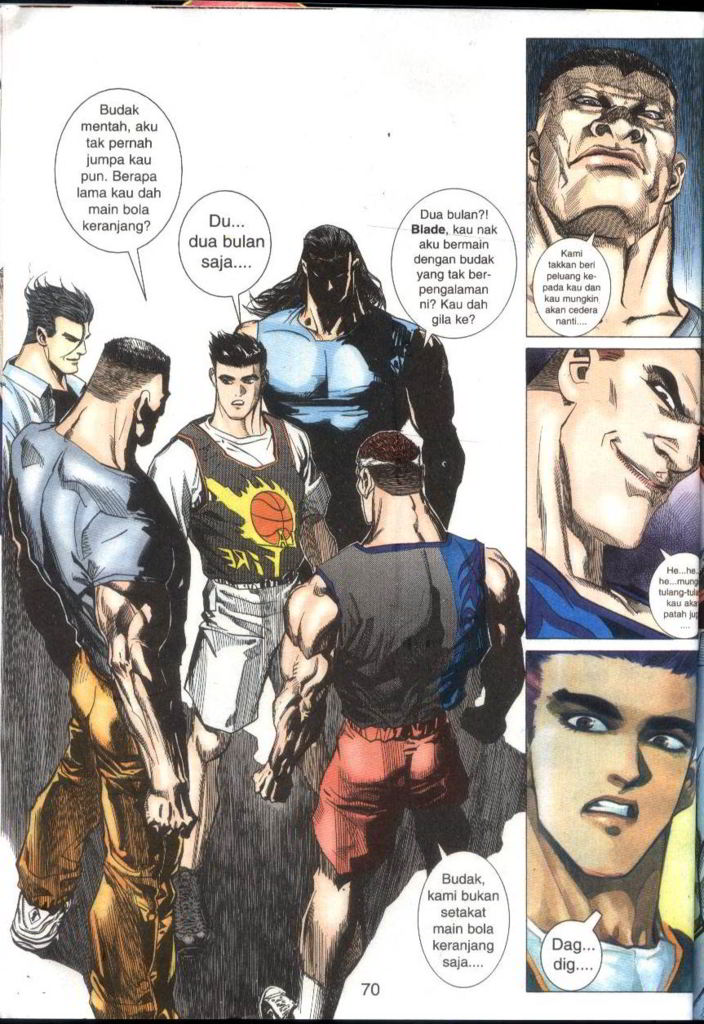 Budak
mentah, aku
tak pernah
jumpa kau
pun. Berapa
lama kau dah
main bola
keranjang?
Du...
dua bulan
saja....
Dua bulan?!
Blade, kau nak
aku bermain
dengan budak
yang tak ber-
pengalaman
ni? Kau dah
gila ke?
FIRE
Budak,
kami bukan
setakat
main bola
keranjang
saja....
Kami
takkan beri
peluang ke-
pada kau dan
kau mungkin
akan cedera
nanti....
He...he.
he...mung
tulang-tula
kau aka
patah jup
....
Dag...
dig....
70